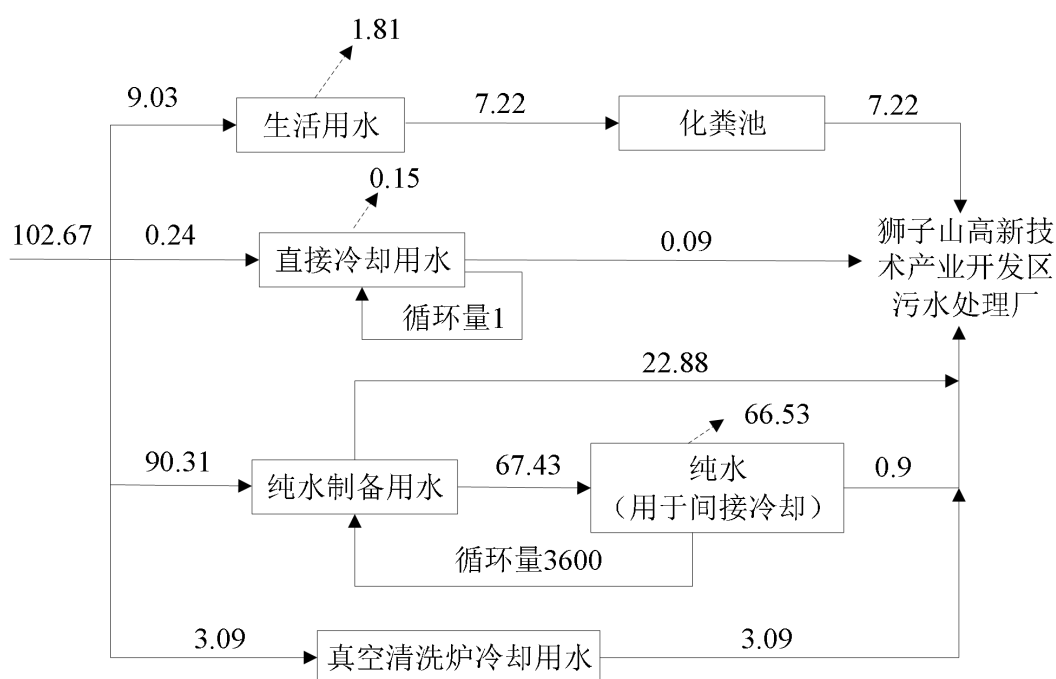 1.81
9.03
生活用水
7.22
化粪池
7.22
0.15
102.67
0.24
直接冷却用水
0.09
狮子山高新技
术产业开发区
污水处理厂
循环量1
22.88
66.53
90.31
纯水制备用水
67.43
纯水
（用于间接冷却）
0.9
循环量3600
3.09
真空清洗炉冷却用水
3.09